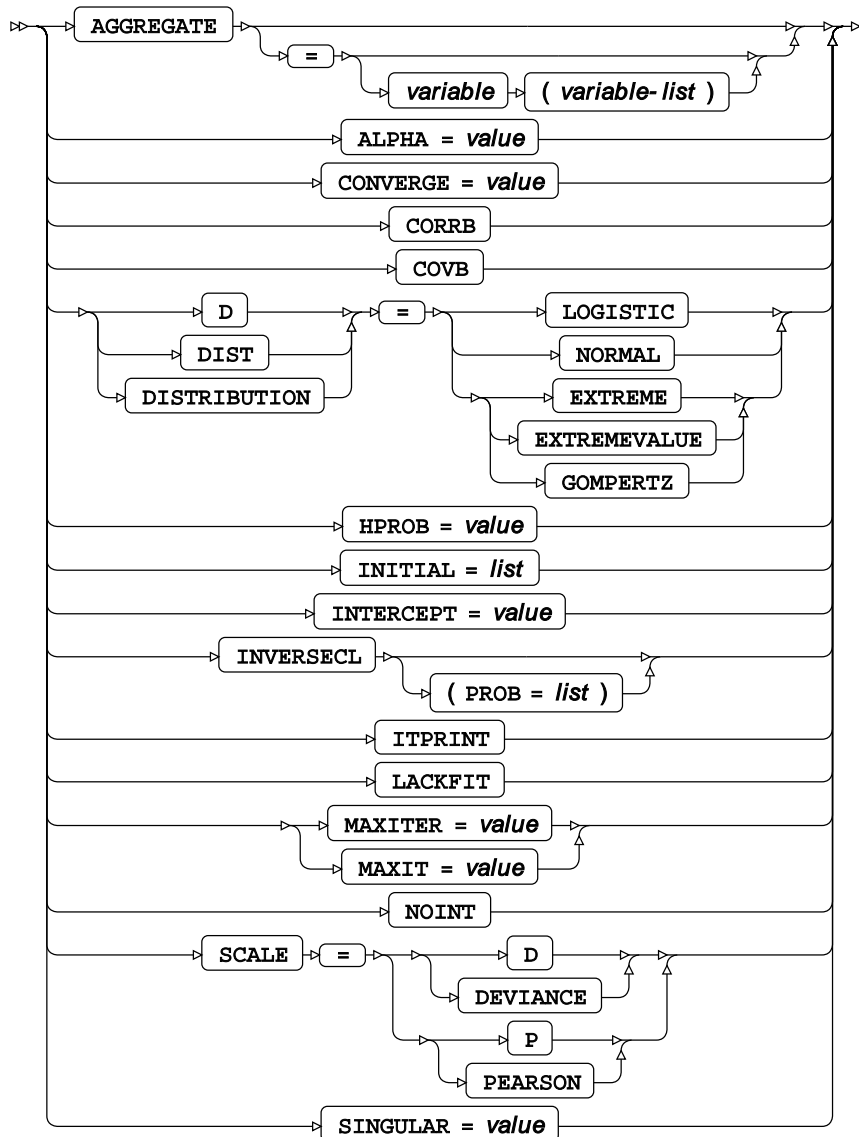 AGGREGATE
=
variable ( variable-list )
ALPHA = value
CONVERGE = value
CORRB
COVB
D = LOGISTIC
DIST NORMAL
DISTRIBUTION EXTREME
EXTREMEVALUE
GOMPERTZ
HPROB = value
INITIAL = list
INTERCEPT = value
INVERSECL
( PROB = list )
ITPRINT
LACKFIT
MAXITER = value
MAXIT = value
NOINT
SCALE = D
DEVIANCE
P
PEARSON
SINGULAR = value